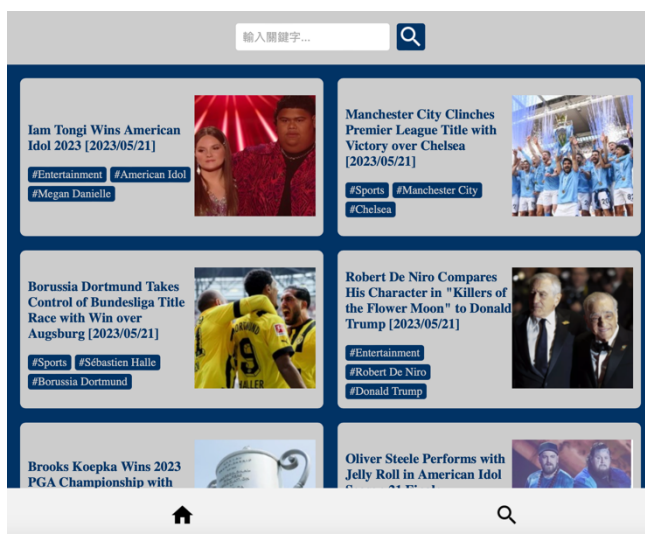 輸入關鍵字...
Iam Tongi Wins American
Idol 2023 [2023/05/21]
#Entertainment #American Idol
#Megan Danielle
Manchester City Clinches
Premier League Title with
Victory over Chelsea
[2023/05/21]
#Sports #Manchester City
#Chelsea
Borussia Dortmund Takes
Control of Bundesliga Title
Race with Win over
Augsburg [2023/05/21]
#Sports #Sébastien Halle
#Borussia Dortmund
DORTMUND
9
HALLER
Robert De Niro Compares
His Character in "Killers of
the Flower Moon" to Donald
Trump [2023/05/21]
#Entertainment
#Robert De Niro
#Donald Trump
Brooks Koepka Wins 2023
PGA Championship with
Oliver Steele Performs with
Jelly Roll in American Idol